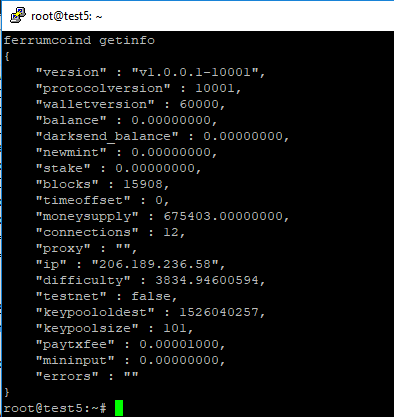 root@test5: ~
ferrumcoind getinfo
{
    "version" : "v1.0.0.1-10001",
    "protocolversion" : 10001,
    "walletversion" : 60000,
    "balance" : 0.00000000,
    "darksend_balance" : 0.00000000,
    "newmint" : 0.00000000,
    "stake" : 0.00000000,
    "blocks" : 15908,
    "timeoffset" : 0,
    "moneysupply" : 675403.00000000,
    "connections" : 12,
    "proxy" : "",
    "ip" : "206.189.236.58",
    "difficulty" : 3834.94600594,
    "testnet" : false,
    "keypoololdest" : 1526040257,
    "keypoolsize" : 101,
    "paytxfee" : 0.00001000,
    "mininput" : 0.00000000,
    "errors" : ""
}
root@test5:~#